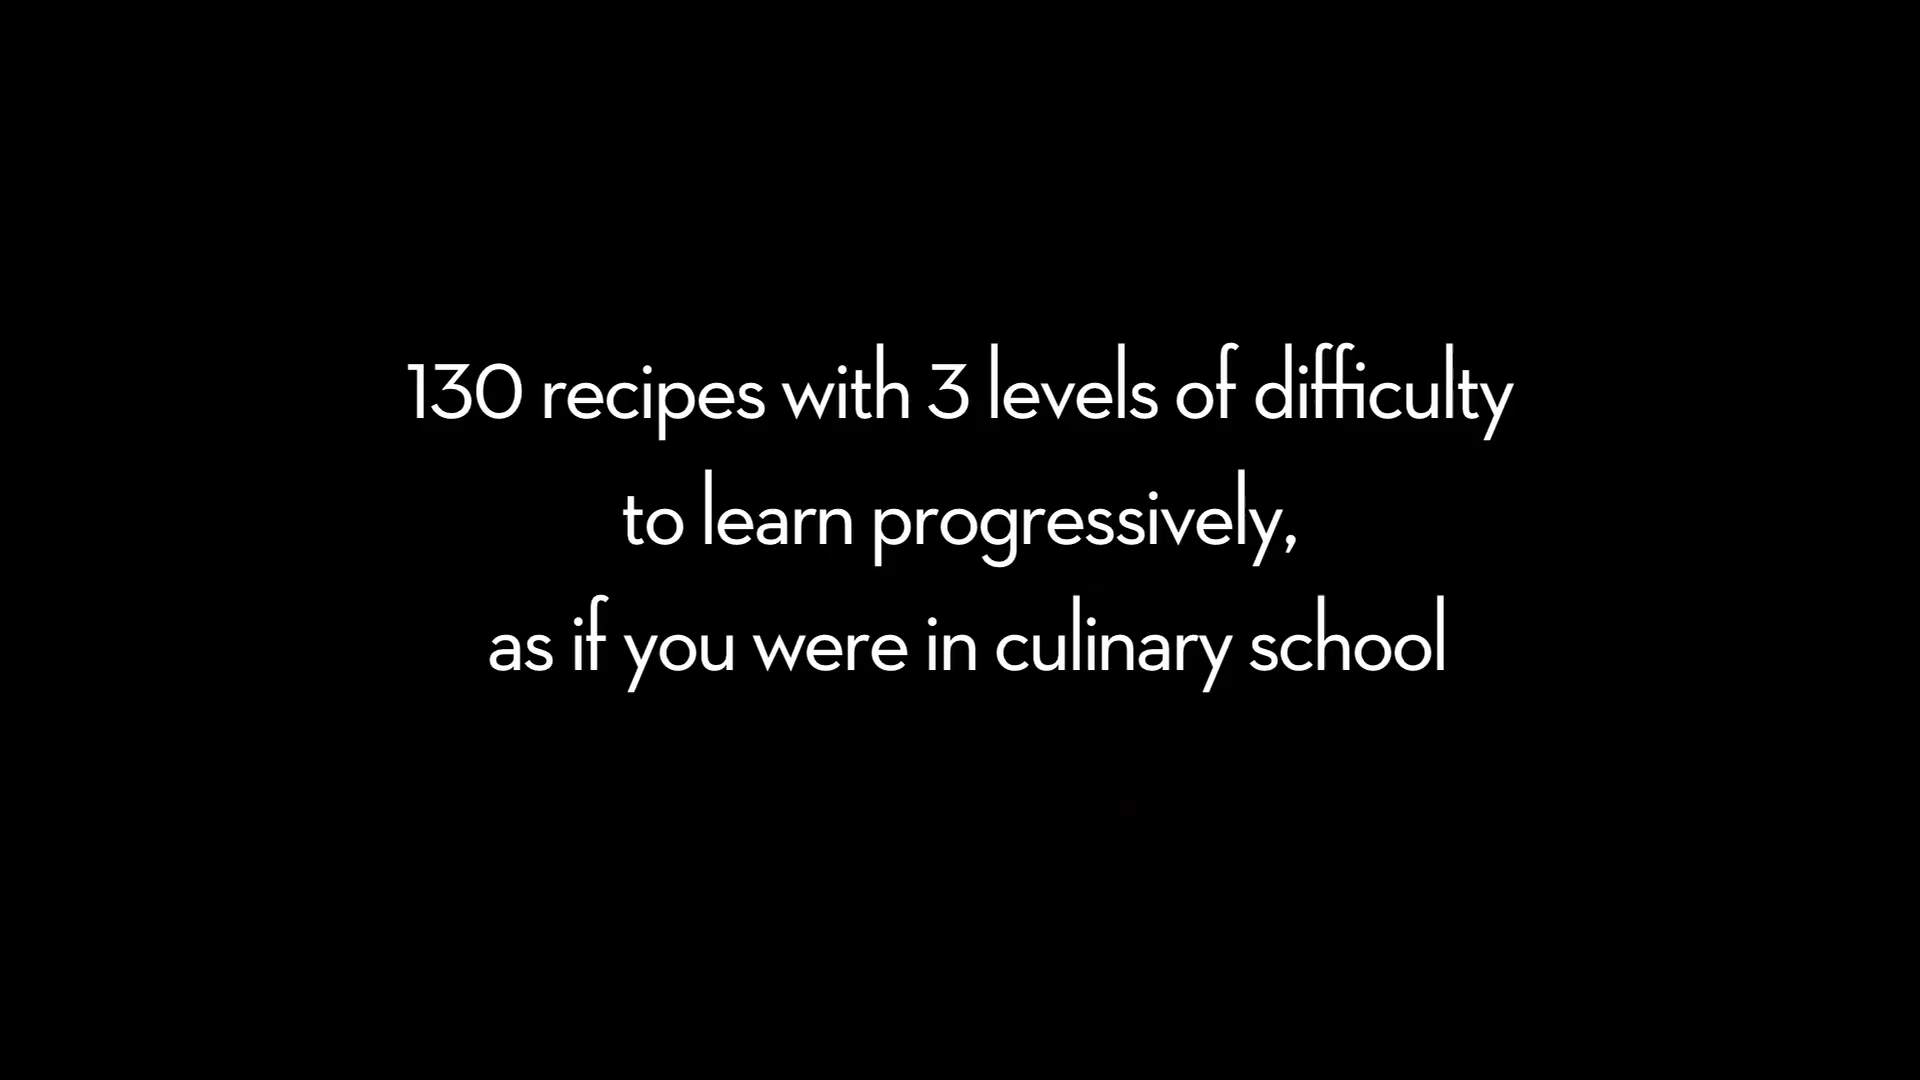 130 recipes with 3 levels of difficulty
to learn progressively,
as if you were in culinary school